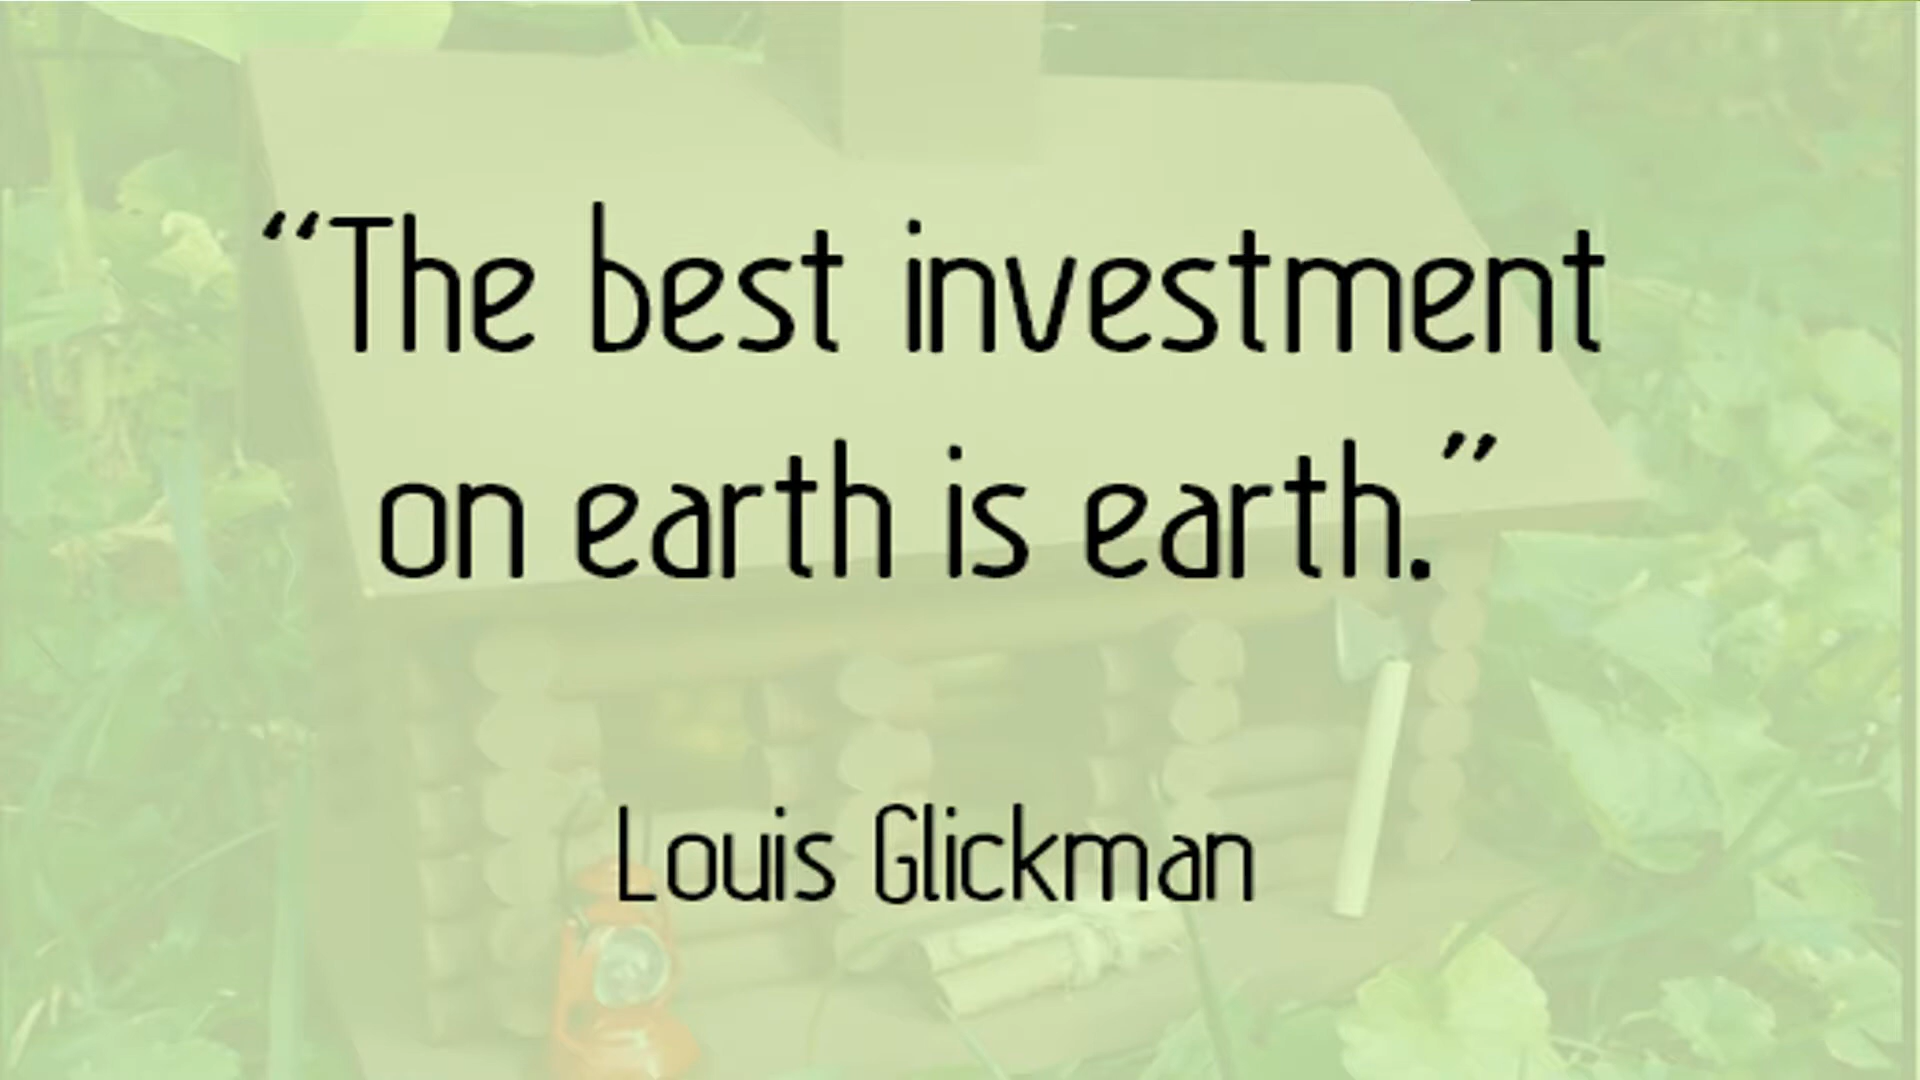 “The best investment
on earth is earth.”
Louis Glickman